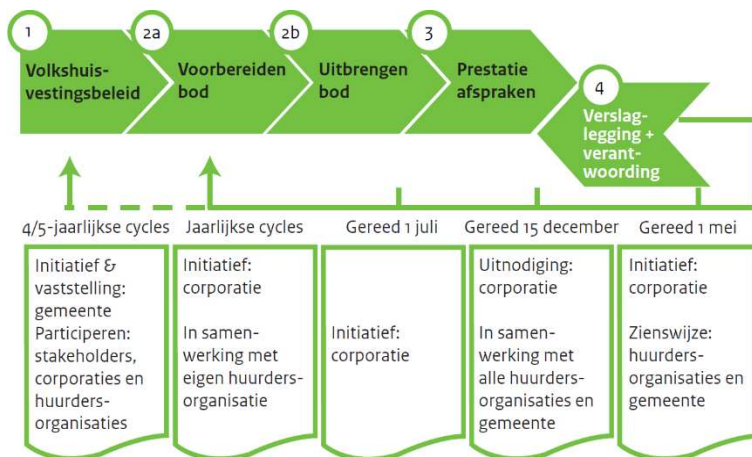 1
Volkshuis-
vestingsbeleid
2a
Voorbereiden
bod
2b
Uitbrengen
bod
3
Prestatie
afspraken
4
Verslag-
legging +
verant-
woording
4/5-jaarlijkse cycles
Jaarlijkse cycles
Gereed 1 juli
Gereed 15 december
Gereed 1 mei
Initiatief &
vaststelling:
gemeente
Participeren:
stakeholders,
corporaties en
huurders-
organisaties
Initiatief:
corporatie
In samen-
werking met
eigen huurders-
organisatie
Initiatief:
corporatie
Uitnodiging:
corporatie
In samen-
werking met
alle huurders-
organisaties en
gemeente
Initiatief:
corporatie
Zienswijze:
huurders-
organisaties en
gemeente